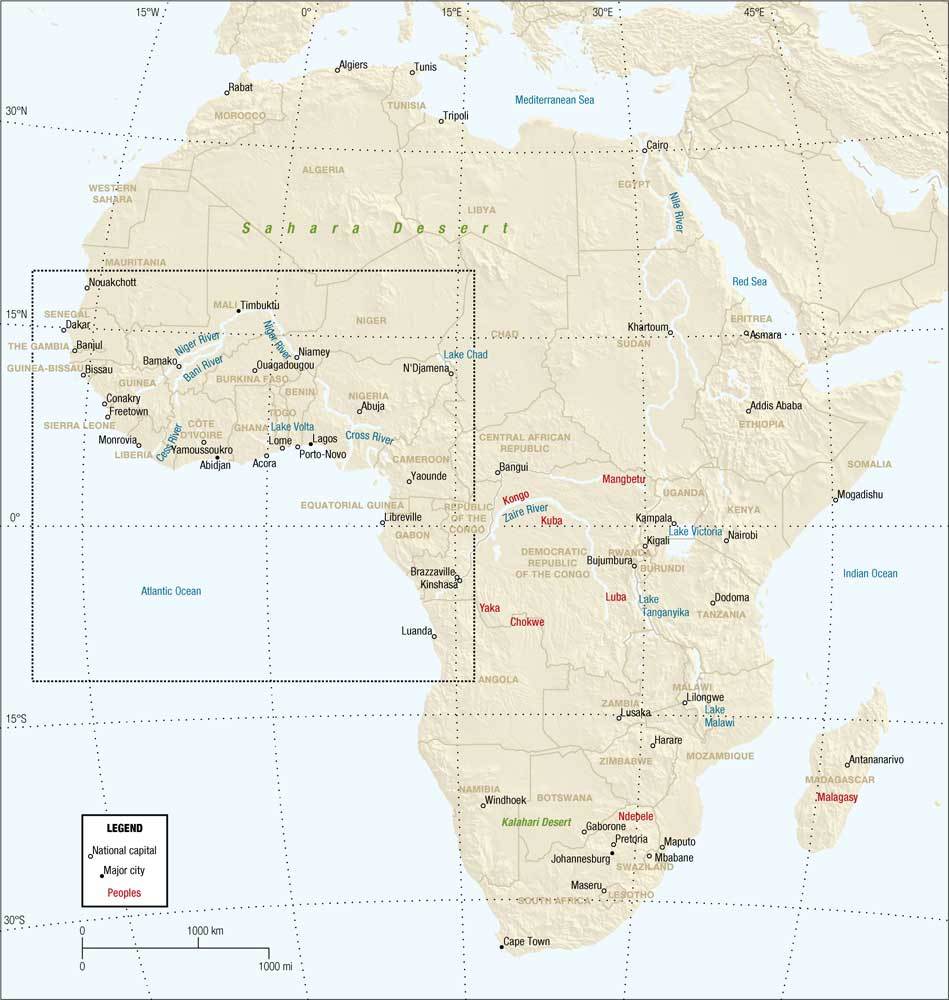 15°W
0°
15°E
30°E
45°E
Algiers
Tunis
Rabat
TUNISIA
Mediterranean Sea
30°N
MOROCCO
Tripoli
Cairo
ALGERIA
EGYPT
WESTERN
SAHARA
LIBYA
Nile River
Sahara Desert
MAURITANIA
Nouakchott
Red Sea
MALI
Timbuktu
15°N
SENEGAL
Dakar
NIGER
CHAD
Khartoum
SUDAN
ERITREA
Asmara
THE GAMBIA
Banjul
Niger River
Niger River
Niamey
Lake Chad
GUINEA-BISSAU
Bissau
Bamako
Bani River
Ouagadougou
N'Djamena
GUINEA
BURKINA FASO
BENIN
NIGERIA
Conakry
Freetown
Abuja
Addis Ababa
ETHIOPIA
SIERRA LEONE
CÔTE
D'IVOIRE
TOGO
GHANA
Lake Volta
Monrovia
LIBERIA
Cess River
Yamoussoukro
Lome
Lagos
Cross River
CENTRAL AFRICAN
REPUBLIC
Abidjan
Acora
Porto-Novo
CAMEROON
Bangui
SOMALIA
Yaounde
Mangbetu
UGANDA
Mogadishu
EQUATORIAL GUINEA
REPUBLIC
OF THE
CONGO
Kongo
Zaire River
Kuba
KENYA
0°
Libreville
GABON
Kampala
Lake Victoria
Nairobi
Kigali
RWANDA
DEMOCRATIC
REPUBLIC
OF THE CONGO
Bujumbura
BURUNDI
Brazzaville
Kinshasa
Indian Ocean
Atlantic Ocean
Yaka
Luba
Lake
Tanganyika
Dodoma
TANZANIA
Chokwe
Luanda
ANGOLA
MALAWI
Lilongwe
15°S
ZAMBIA
Lusaka
Lake
Malawi
Harare
ZIMBABWE
MOZAMBIQUE
Antananarivo
MADAGASCAR
Malagasy
NAMIBIA
Windhoek
BOTSWANA
Kalahari Desert
Ndebele
Gaborone
Pretoria
Maputo
Johannesburg
Mbabane
SWAZILAND
Maseru
LESOTHO
SOUTH AFRICA
30°S
Cape Town
LEGEND
National capital
Major city
Peoples
0
1000 km
0
1000 mi